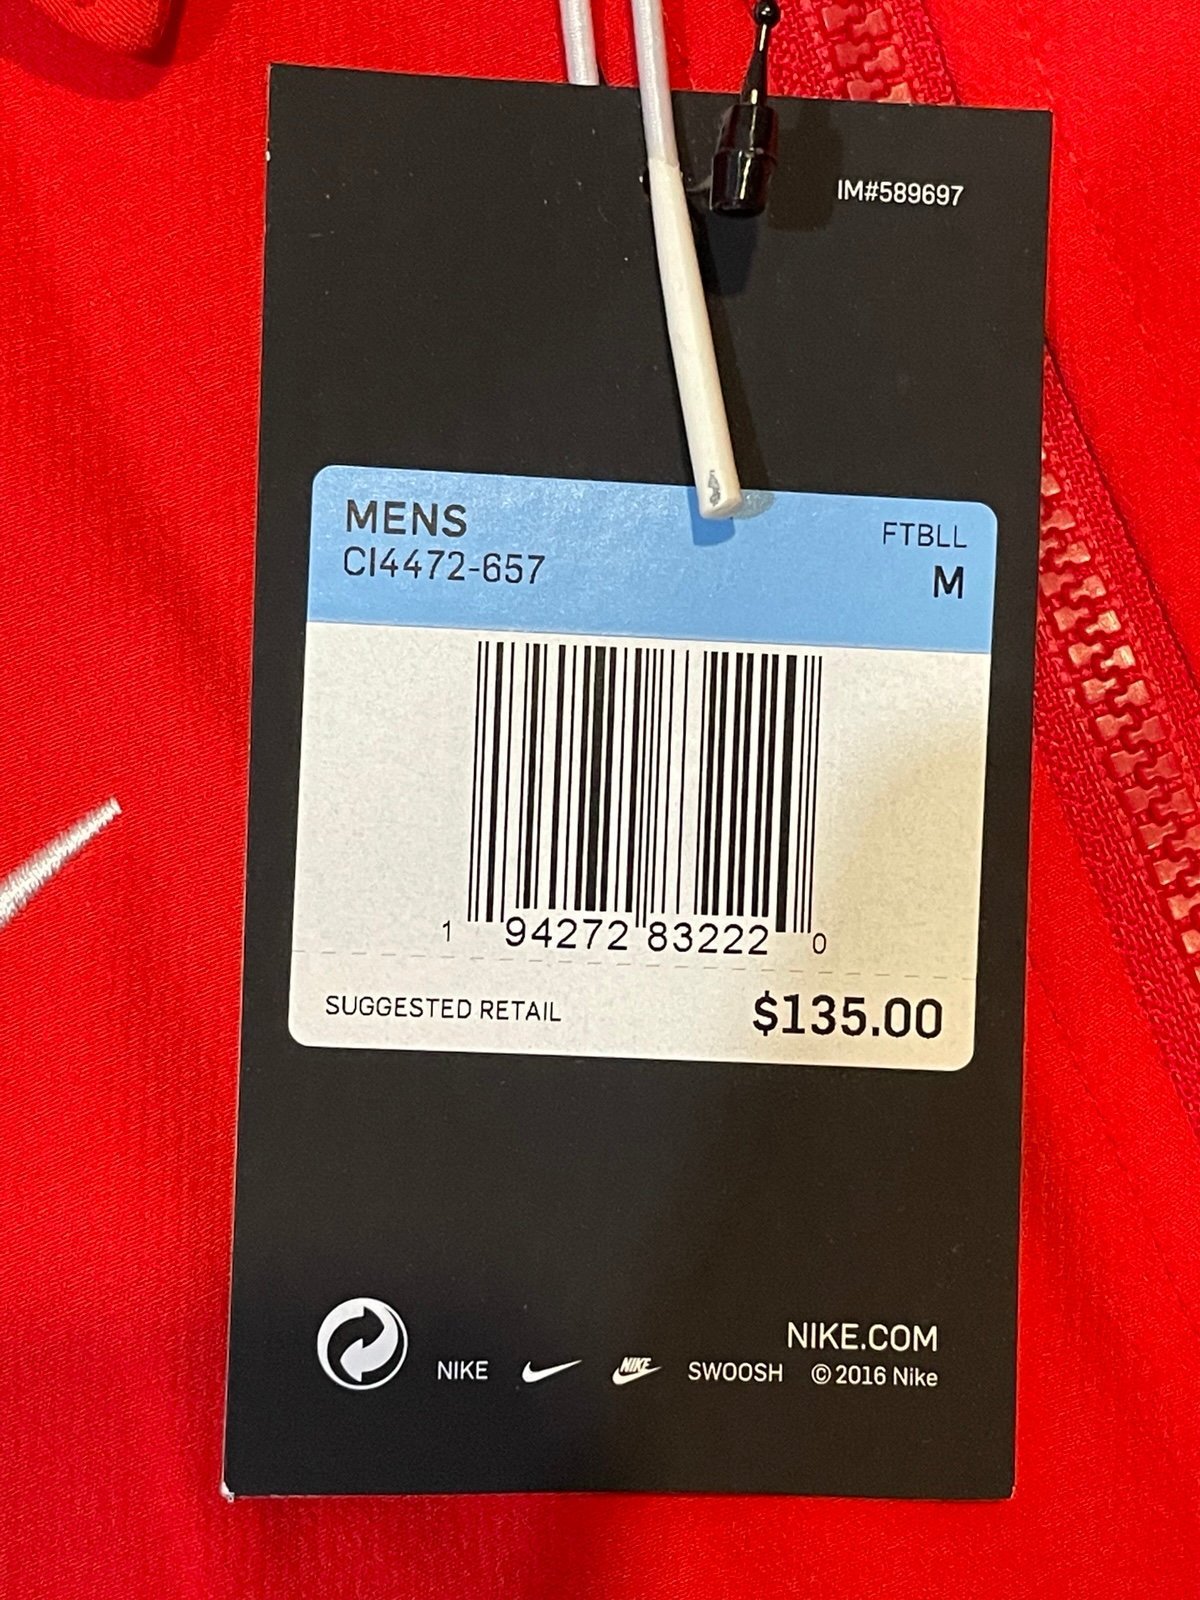 IM#589697
MENS FTBLL
CI4472-657 M
1 94272 83222 0
SUGGESTED RETAIL $135.00
NIKE.COM
NIKE NIKE SWOOSH © 2016 Nike